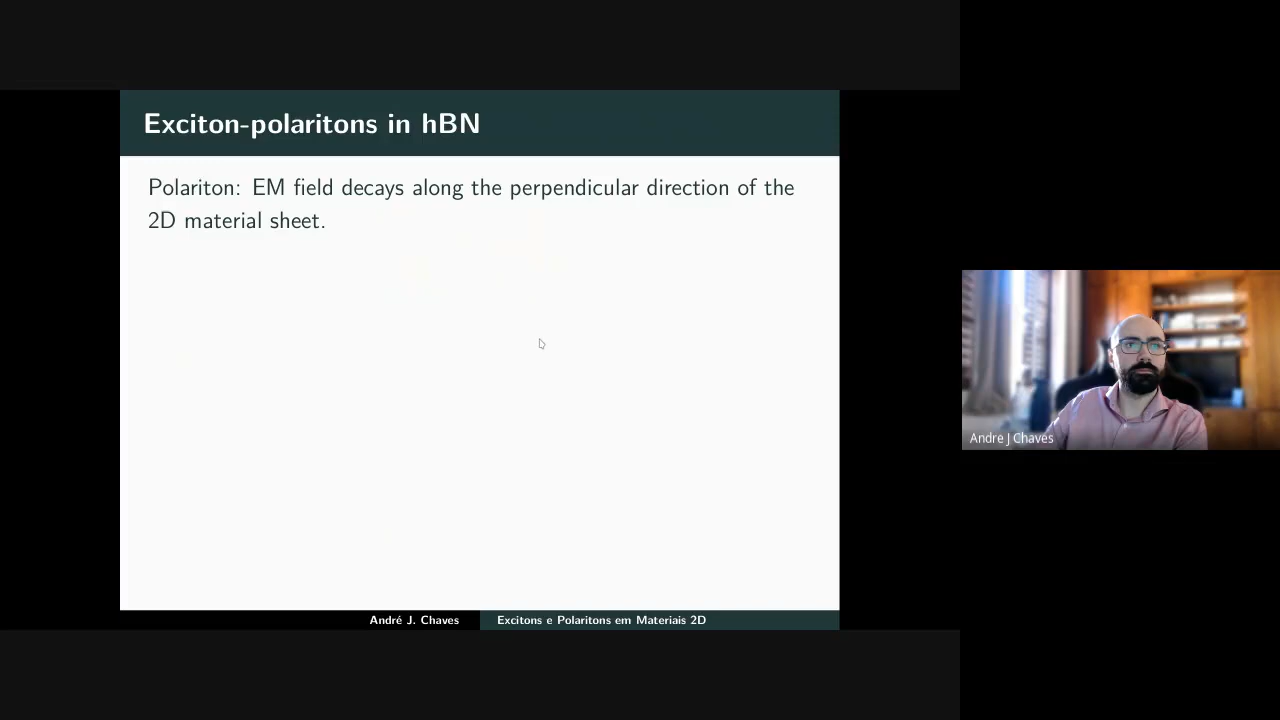 Exciton-polaritons in hBN
Polariton: EM field decays along the perpendicular direction of the
2D material sheet.
Andre J Chaves
André J. Chaves
Excitons e Polaritons em Materiais 2D